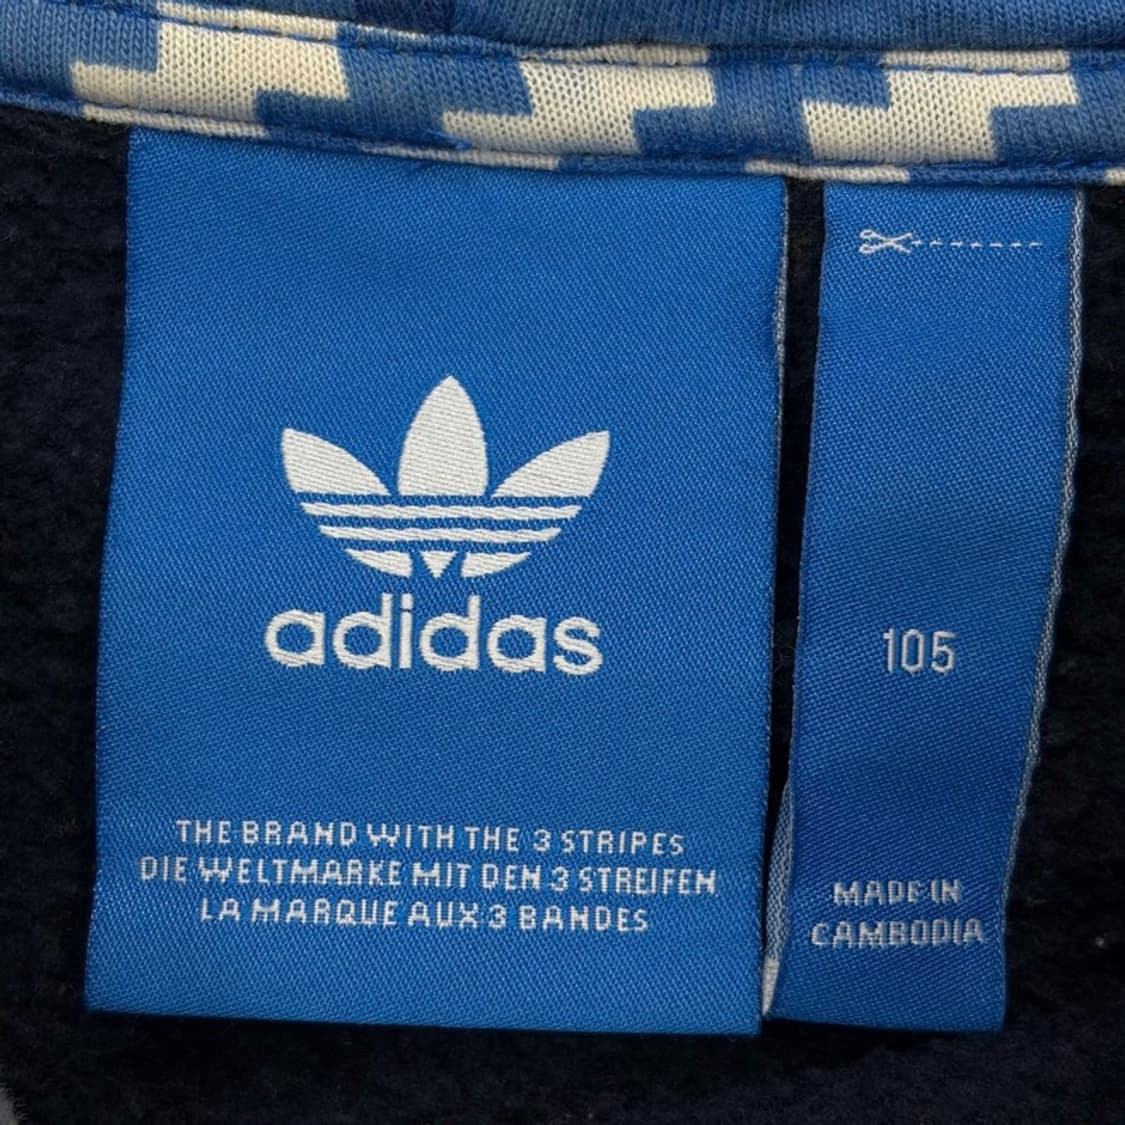 adidas
THE BRAND WITH THE 3 STRIPES
DIE WELTMARKE MIT DEN 3 STREIFEN
LA MARQUE AUX 3 BANDES
105
MADE IN
CAMBODIA